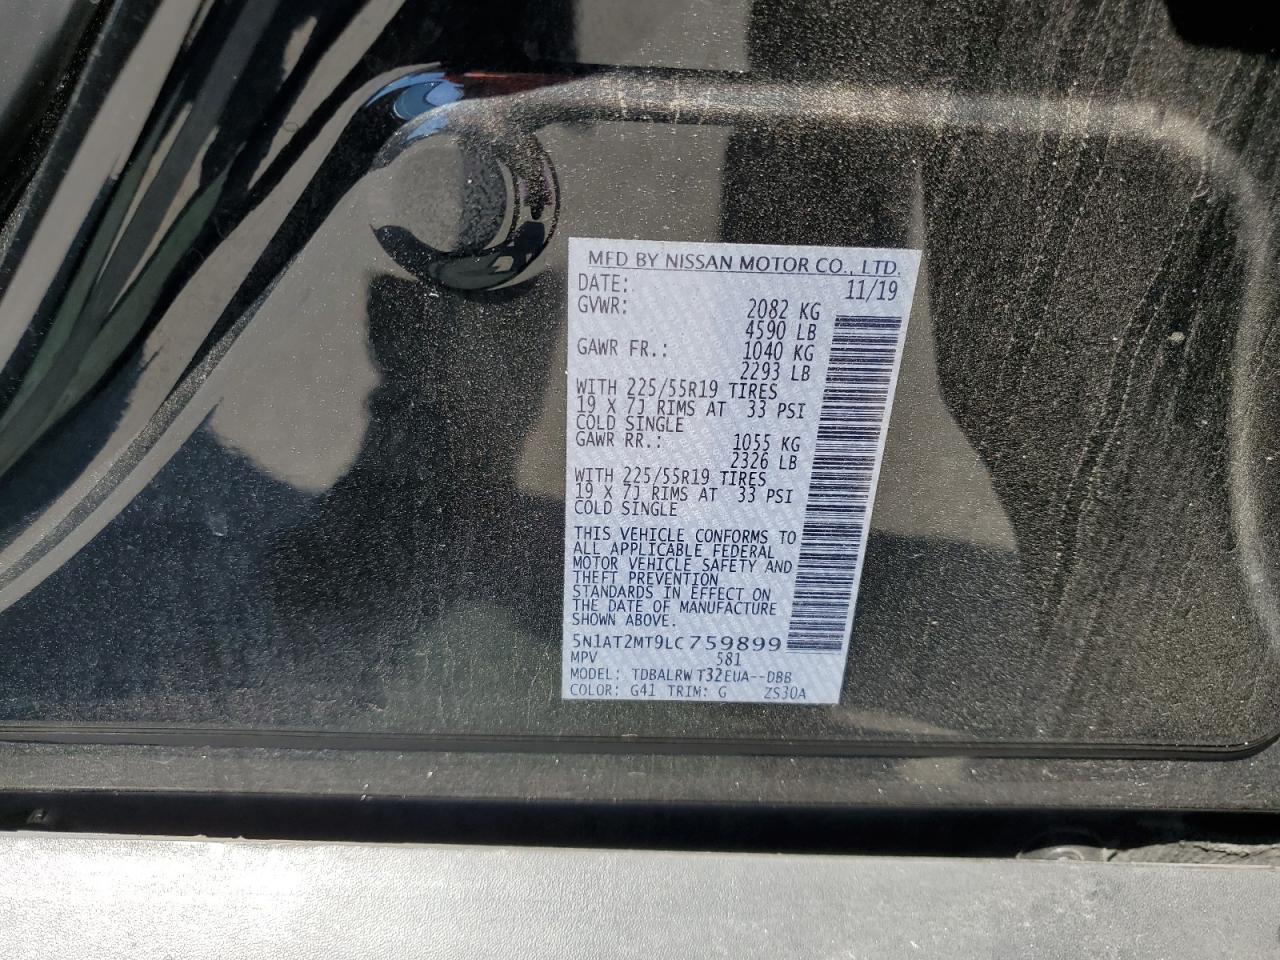 MFD BY NISSAN MOTOR CO., LTD.
DATE: 11/19
GVWR: 2082 KG
4590 LB
GAWR FR.: 1040 KG
2293 LB
WITH 225/55R19 TIRES
19 X 7J RIMS AT 33 PSI
COLD SINGLE
GAWR RR.: 1055 KG
2326 LB
WITH 225/55R19 TIRES
19 X 7J RIMS AT 33 PSI
COLD SINGLE
THIS VEHICLE CONFORMS TO
ALL APPLICABLE FEDERAL
MOTOR VEHICLE SAFETY AND
THEFT PREVENTION
STANDARDS IN EFFECT ON
THE DATE OF MANUFACTURE
SHOWN ABOVE.
5N1AT2MT9LC759899
MPV 581
MODEL: TDBALRWT32EUA--DBB
COLOR: G41 TRIM: G ZS30A